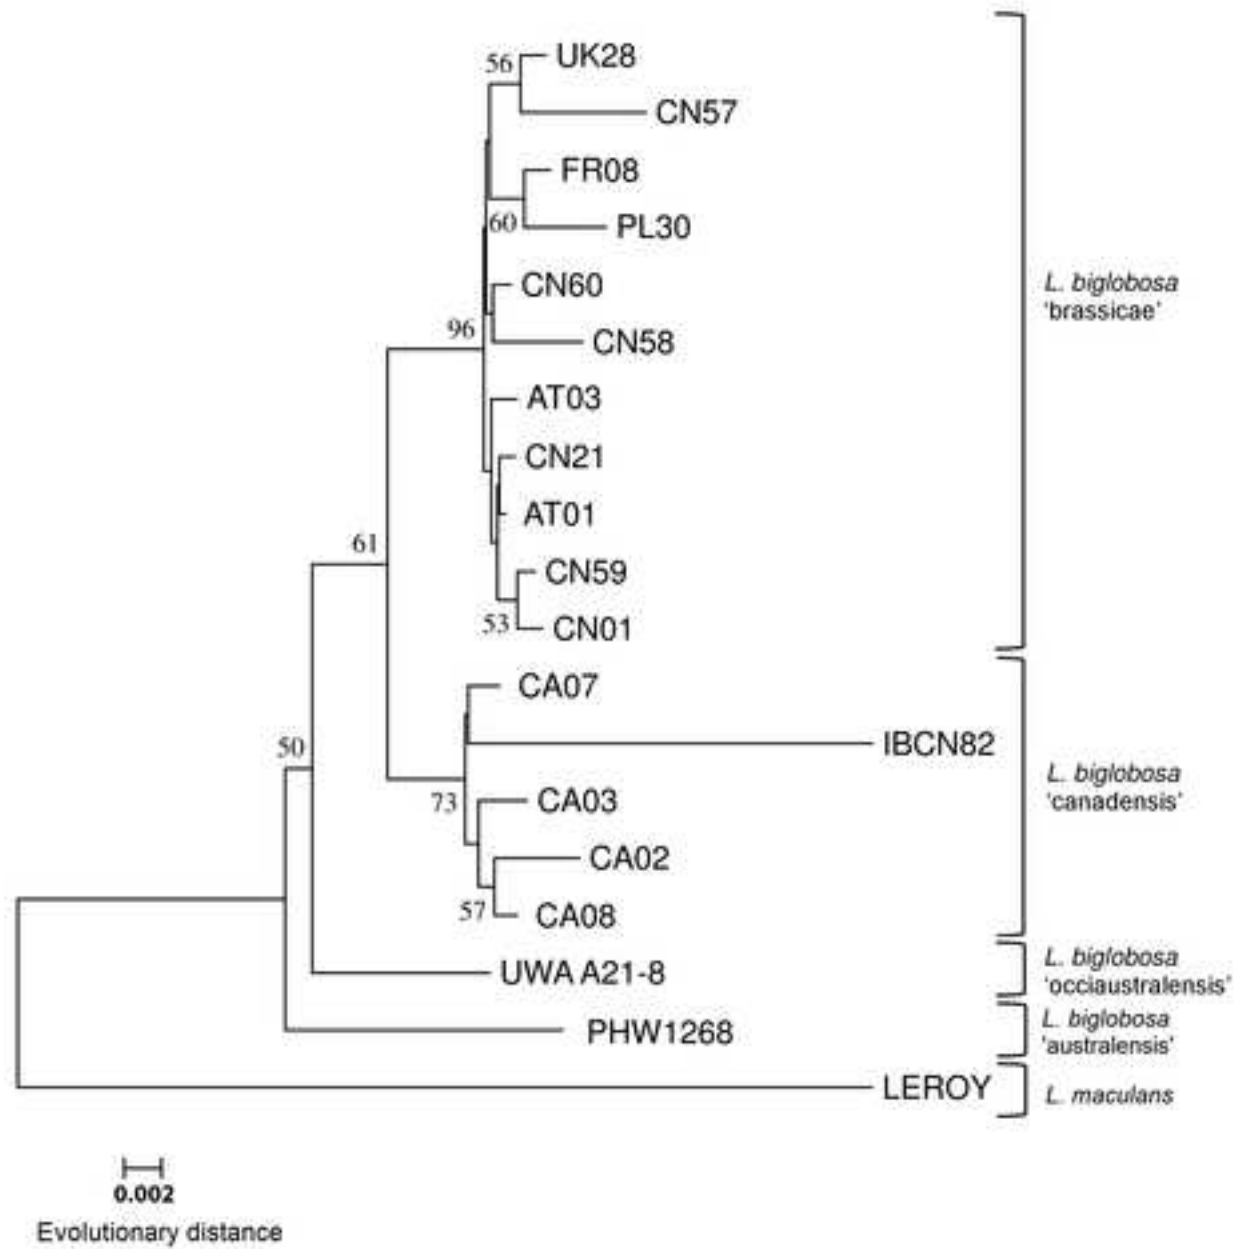 56
UK28
CN57
FR08
60
PL30
CN60
L. biglobosa
'brassicae'
96
CN58
AT03
CN21
AT01
61
CN59
53
CN01
CA07
50
IBCN82
L. biglobosa
'canadensis'
73
CA03
CA02
57
CA08
UWA A21-8
L. biglobosa
'occiaustralensis'
PHW1268
L. biglobosa
'australensis'
LEROY
L. maculans
0.002
Evolutionary distance